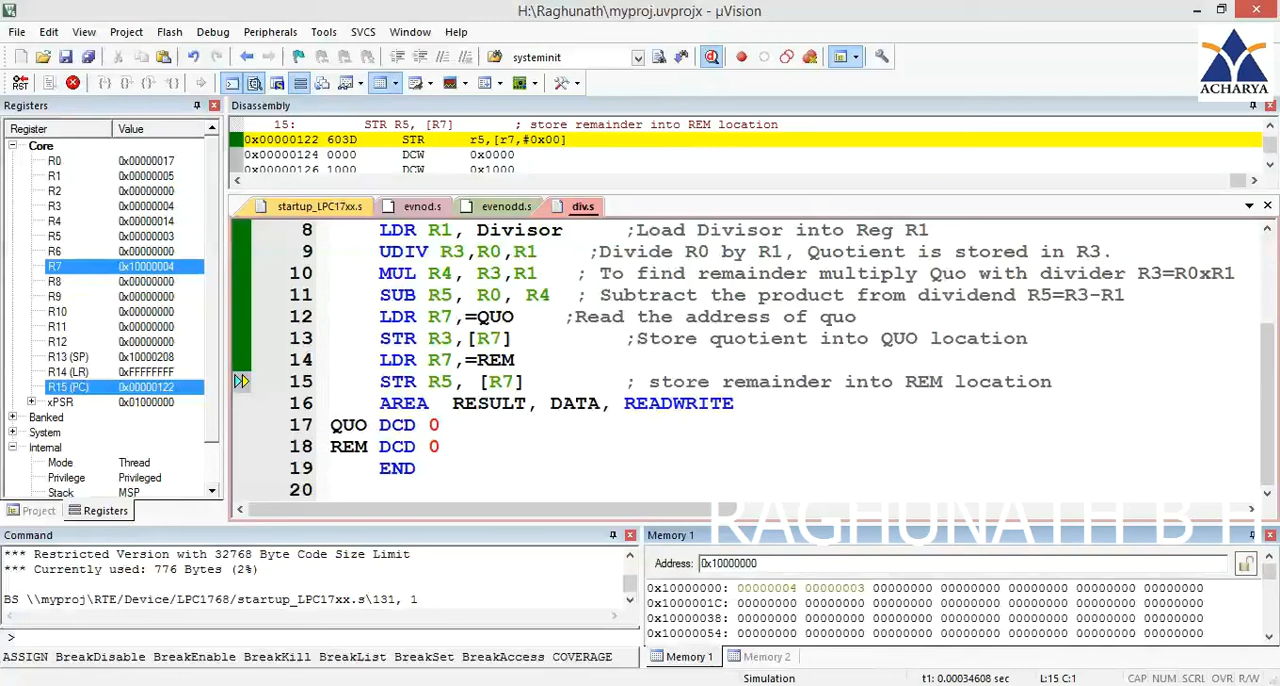 H:\Raghunath\myproj.uvprojx - µVision
File Edit View Project Flash Debug Peripherals Tools SVCS Window Help
systeminit
ACHARYA
Registers
Register Value
Core
R0 0x00000017
R1 0x00000005
R2 0x00000000
R3 0x00000004
R4 0x00000014
R5 0x00000003
R6 0x00000000
R7 0x10000004
R8 0x00000000
R9 0x00000000
R10 0x00000000
R11 0x00000000
R12 0x00000000
R13 (SP) 0x10000208
R14 (LR) 0xFFFFFFFF
R15 (PC) 0x00000122
xPSR 0x01000000
Banked
System
Internal
Mode Thread
Privilege Privileged
Stack MSP
Project Registers
Disassembly
15: STR R5, [R7] ; store remainder into REM location
0x00000122 603D STR r5,[r7,#0x00]
0x00000124 0000 DCW 0x0000
0x00000126 1000 DCW 0x1000
startup_LPC17xx.s evnod.s evenodd.s div.s
8 LDR R1, Divisor ;Load Divisor into Reg R1
9 UDIV R3,R0,R1 ;Divide R0 by R1, Quotient is stored in R3.
10 MUL R4, R3,R1 ; To find remainder multiply Quo with divider R3=R0xR1
11 SUB R5, R0, R4 ; Subtract the product from dividend R5=R3-R1
12 LDR R7,=QUO ;Read the address of quo
13 STR R3,[R7] ;Store quotient into QUO location
14 LDR R7,=REM
15 STR R5, [R7] ; store remainder into REM location
16 AREA RESULT, DATA, READWRITE
17 QUO DCD 0
18 REM DCD 0
19 END
20
RAGHUNATH B H
Command
*** Restricted Version with 32768 Byte Code Size Limit
*** Currently used: 776 Bytes (2%)
BS \\myproj\RTE/Device/LPC1768/startup_LPC17xx.s\131, 1
>
ASSIGN BreakDisable BreakEnable BreakKill BreakList BreakSet BreakAccess COVERAGE
Memory 1
Address: 0x10000000
0x10000000: 00000004 00000003 00000000 00000000 00000000 00000000 00000000
0x1000001C: 00000000 00000000 00000000 00000000 00000000 00000000 00000000
0x10000038: 00000000 00000000 00000000 00000000 00000000 00000000 00000000
0x10000054: 00000000 00000000 00000000 00000000 00000000 00000000 00000000
Memory 1 Memory 2
Simulation t1: 0.00034608 sec L:15 C:1 CAP NUM SCRL OVR R/W